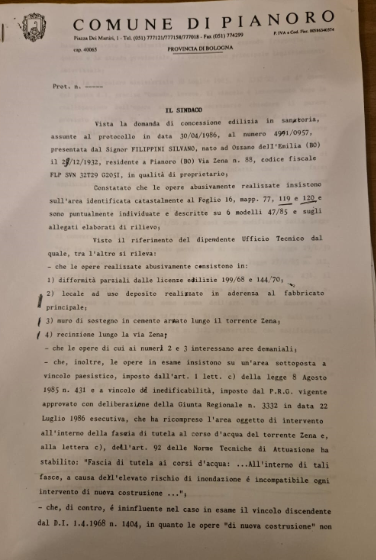 COMUNE DI PIANORO
Piazza Dei Martiri, 1 - Tel. (051) 777121/777158/777018 - Fax (051) 774299
P. IVA e Cod. Fisc.
cap. 40065
PROVINCIA DI BOLOGNA
Prot. n. -----
IL SINDACO
Vista la domanda di concessione edilizia in sanatoria,
assunte al protocollo in data 30/04/1986, al numero 4991/0957,
presentata dal Signor FILIPPINI SILVANO, nato ad Ozzano dell'Emilia (BO)
il /12/1932, residente a Pianoro (BO) Via Zena n. 88, codice fiscale
FLP SVN 32T29 G205I, in qualità di proprietario;
Constatato che le opere abusivamente realizzate insistono
sull'area identificata catastalmente al Foglio 16, mapp. 77, 119 e 120 e
sono puntualmente individuate e descritte su 6 modelli 47/85 e sugli
allegati elaborati di rilievo;
Visto il riferimento del dipendente Ufficio Tecnico dal
quale, tra l'altro si rileva:
- che le opere realizzate abusivamente consistono in:
1) difformità parziali dalle licenze edilizie 199/68 e 144/70;
2) locale ad uso deposito realizzato in aderenza al fabbricato
principale;
3) muro di sostegno in cemento armato lungo il torrente Zena;
4) recinzione lungo la via Zena;
- che le opere di cui ai numeri 2 e 3 interessano aree demaniali;
- che, inoltre, le opere in esame insistono su un'area sottoposta a
vincolo paesistico, imposto dall'art. 1 lett. c) della legge 8 Agosto
1985 n. 431 e a vincolo di inedificabilità, imposto dal P.R.G. vigente
approvato con deliberazione della Giunta Regionale n. 3332 in data 22
Luglio 1986 esecutiva, che ha ricompreso l'area oggetto di intervento
all'interno della fascia di tutela al corso d'acqua del torrente Zena e,
alla lettera c), dell'art. 92 delle Norme Tecniche di Attuazione ha
stabilito: "Fascia di tutela ai corsi d'acqua: ...All'interno di tali
fasce, a causa dell'elevato rischio di inondazione é incompatibile ogni
intervento di nuova costruzione ...";
- che, di contro, é ininfluente nel caso in esame il vincolo discendente
dal D.I. 1.4.1968 n. 1404, in quanto le opere "di nuova costruzione" non